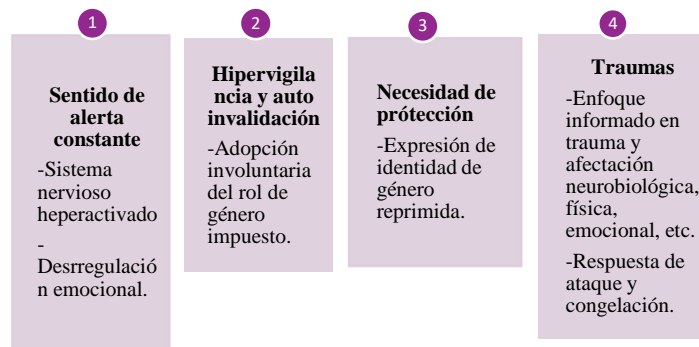 1
Sentido de
alerta
constante
-Sistema
nervioso
heperactivado
-
Desrregulació
n emocional.
2
Hipervigila
ncia y auto
invalidación
-Adopción
involuntaria
del rol de
género
impuesto.
3
Necesidad de
prótección
-Expresión de
identidad de
género
reprimida.
4
Traumas
-Enfoque
informado en
trauma y
afectación
neurobiológica,
física,
emocional, etc.
-Respuesta de
ataque y
congelación.